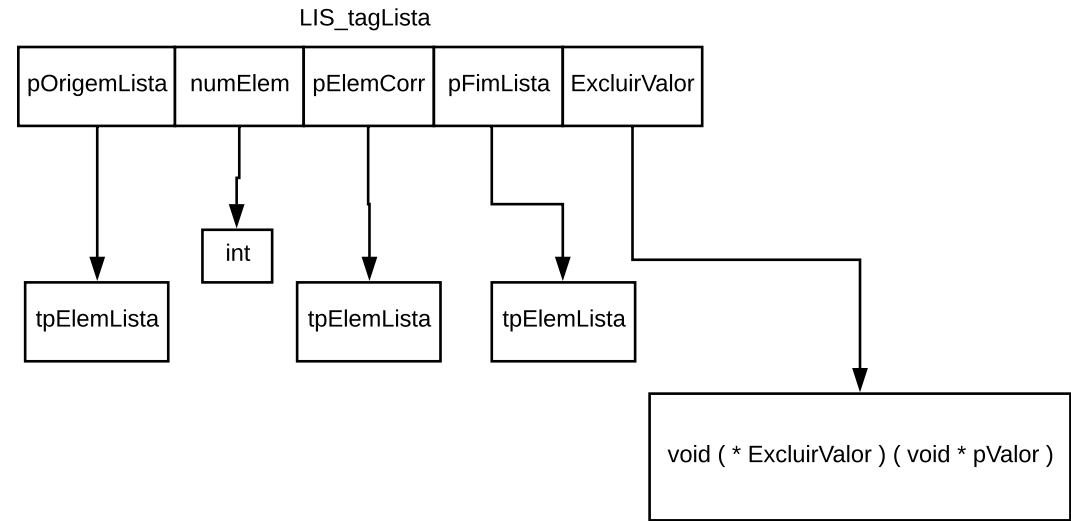 LIS_tagLista
pOrigemLista
numElem
pElemCorr
pFimLista
ExcluirValor
int
tpElemLista
tpElemLista
tpElemLista
void ( * ExcluirValor ) ( void * pValor )